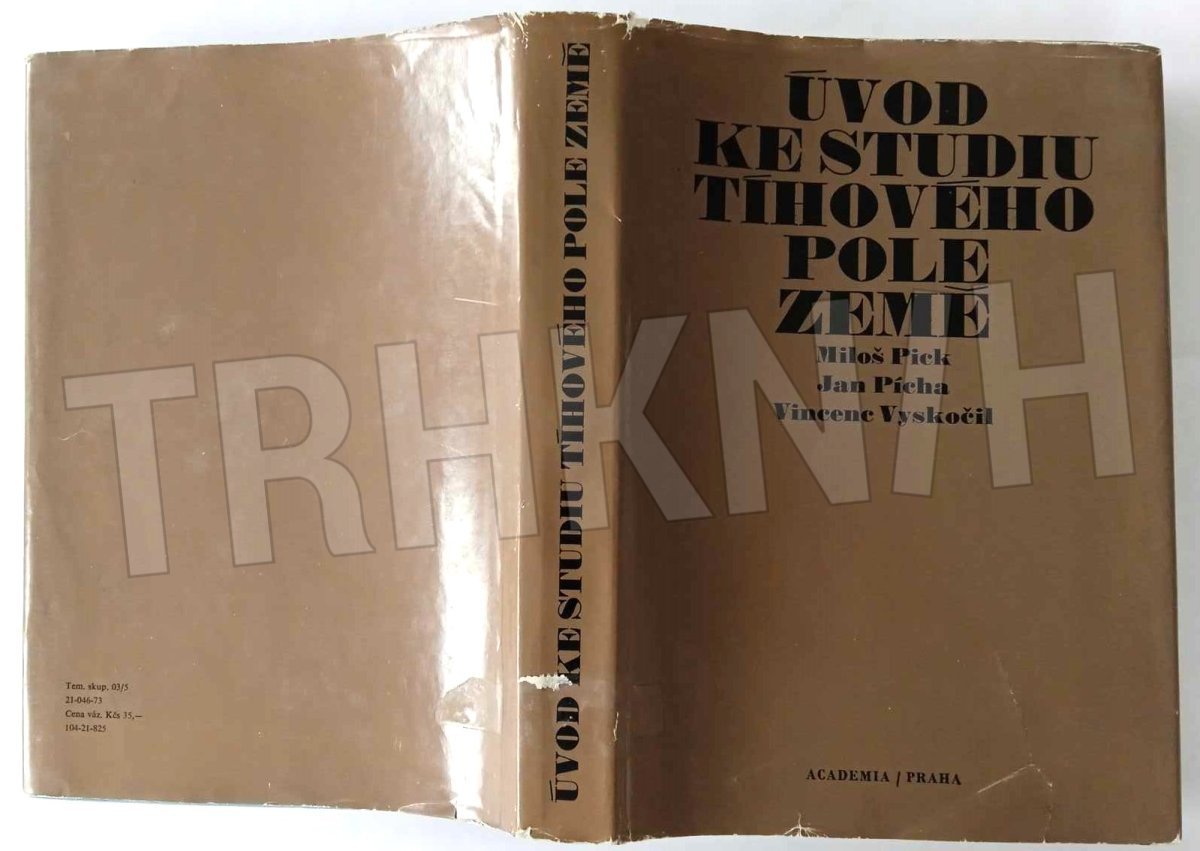 ÚVOD
KE STUDIU
TÍHOVÉHO
POLE
ZEMĚ
Miloš Pick
Jan Pícha
Vincenc Vyskočil
ACADEMIA / PRAHA
ÚVOD KE STUDIU TÍHOVÉHO POLE ZEMĚ
Tem. skup. 03/5
21-046-73
Cena váz. Kčs 35,—
104-21-825
TRHKNIH